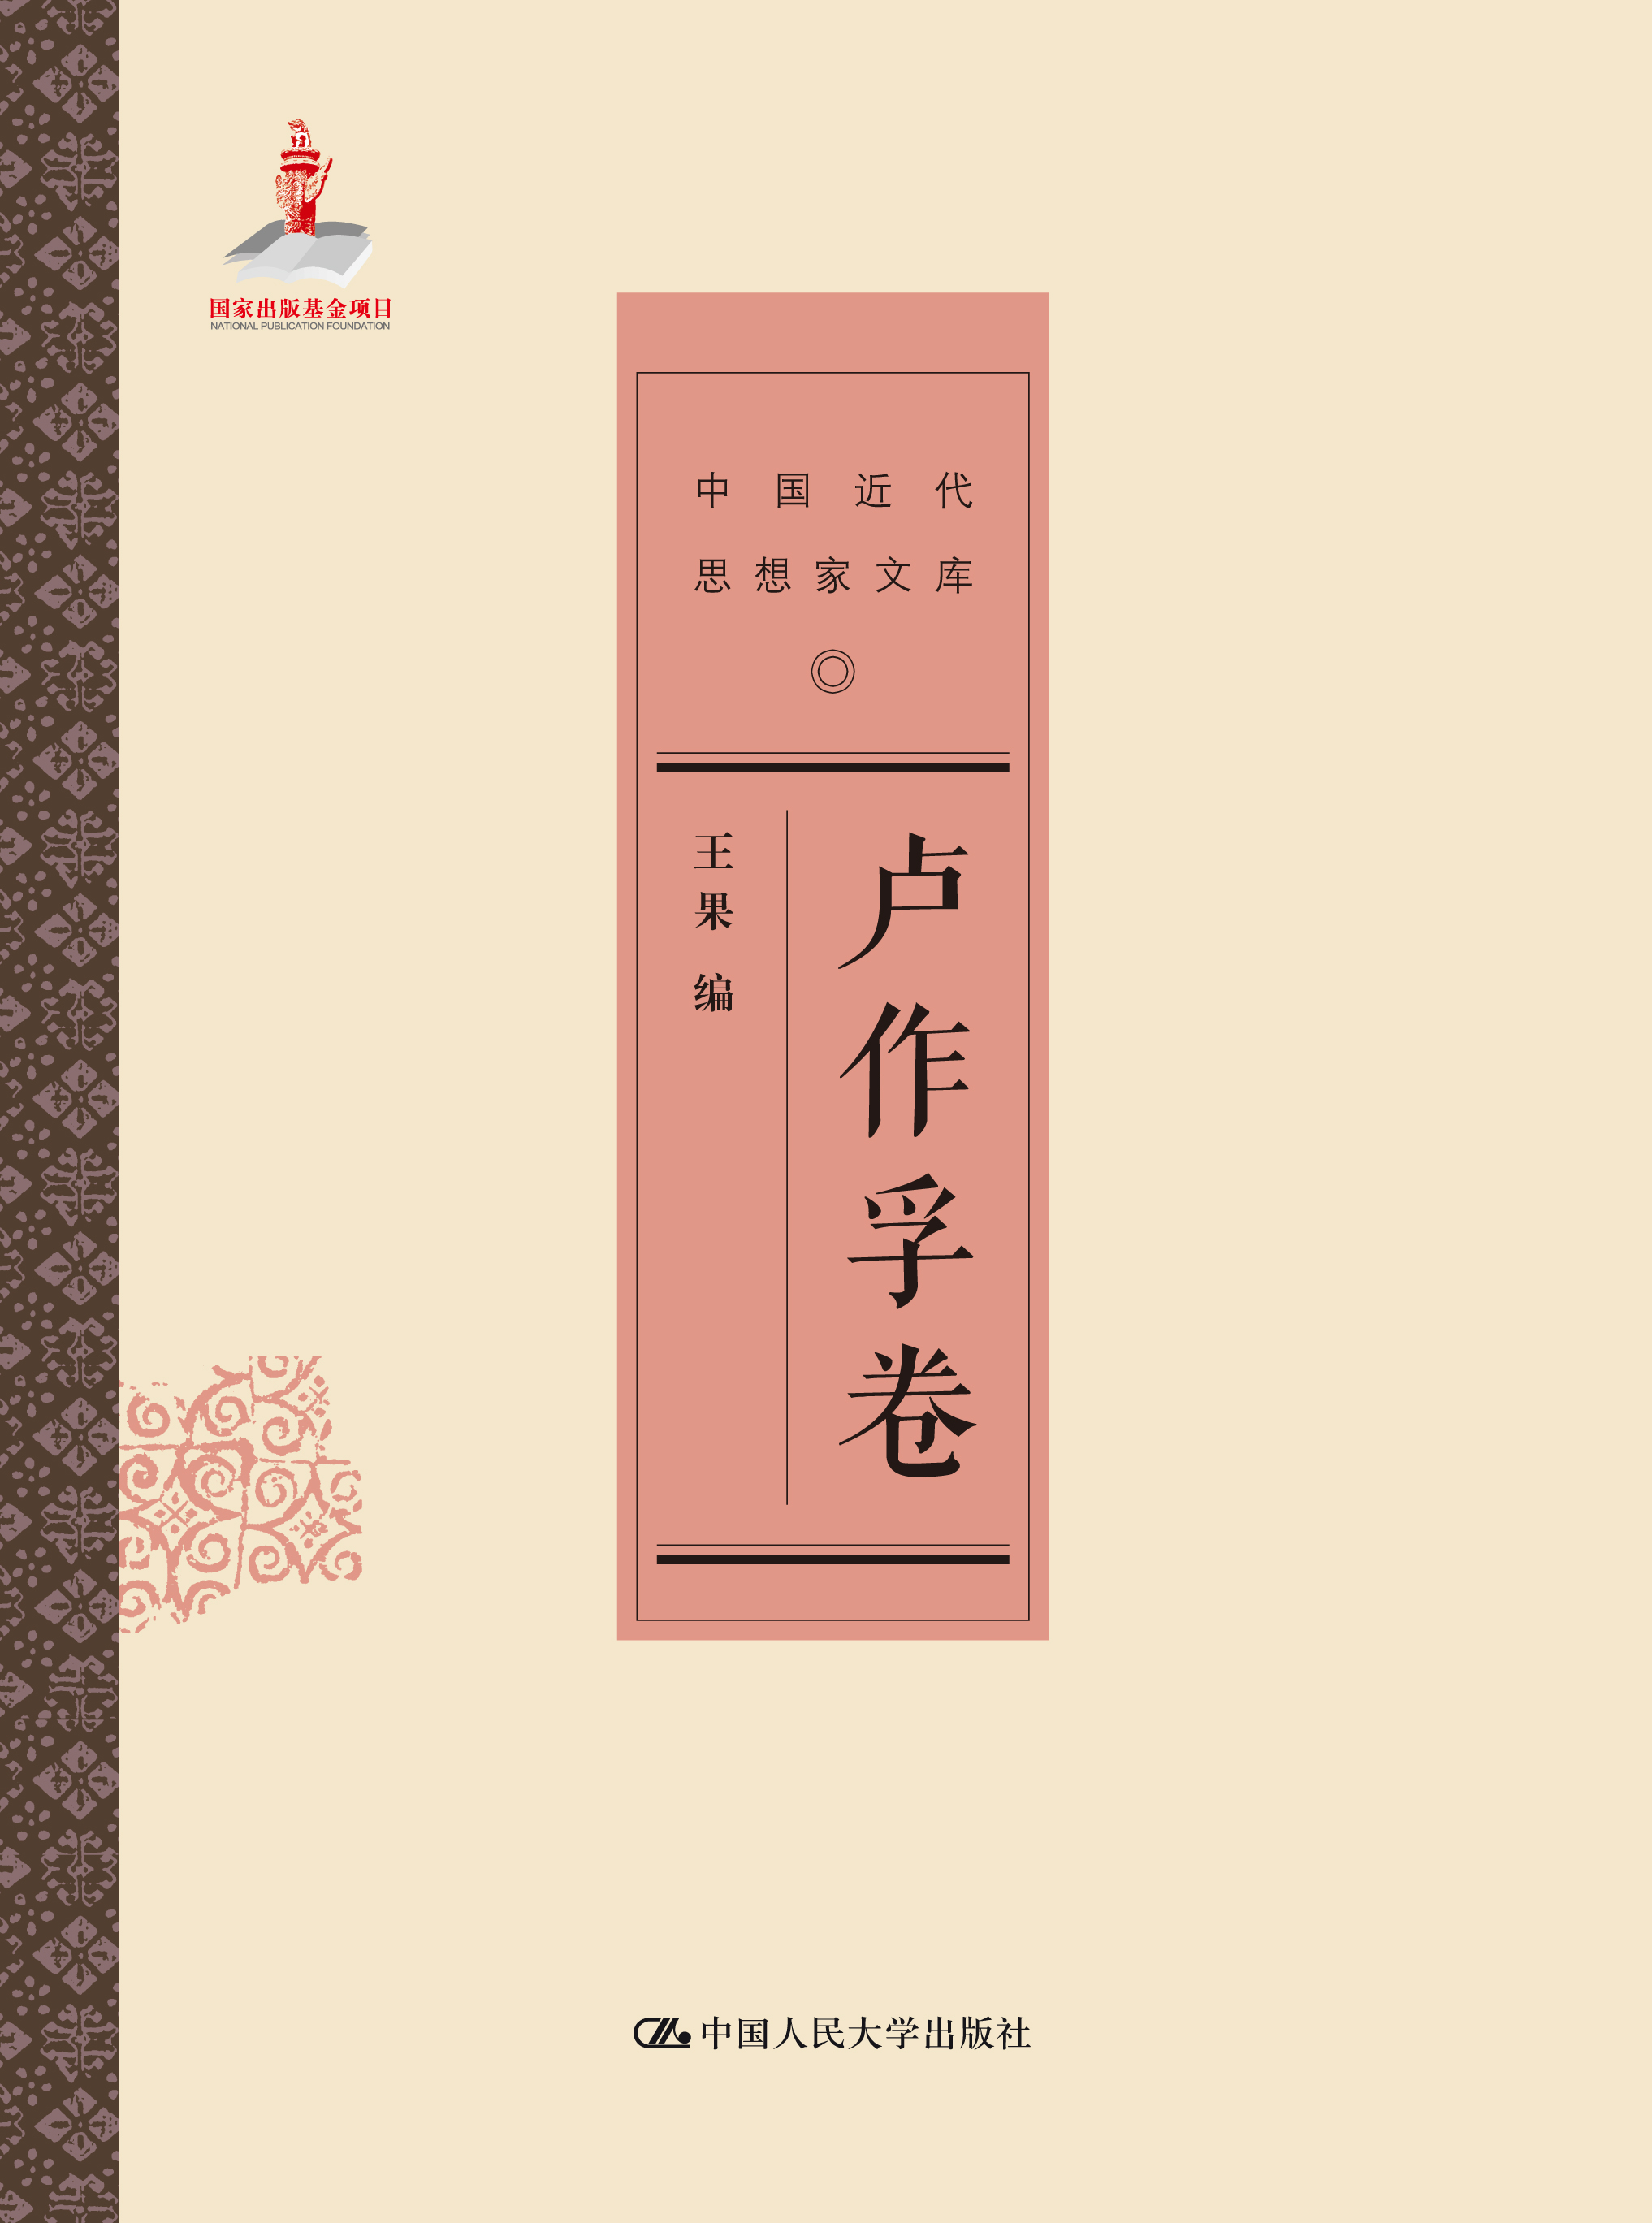 国家出版基金项目
NATIONAL PUBLICATION FOUNDATION
中国近代
思想家文库
卢作孚卷
王果 编
中国人民大学出版社